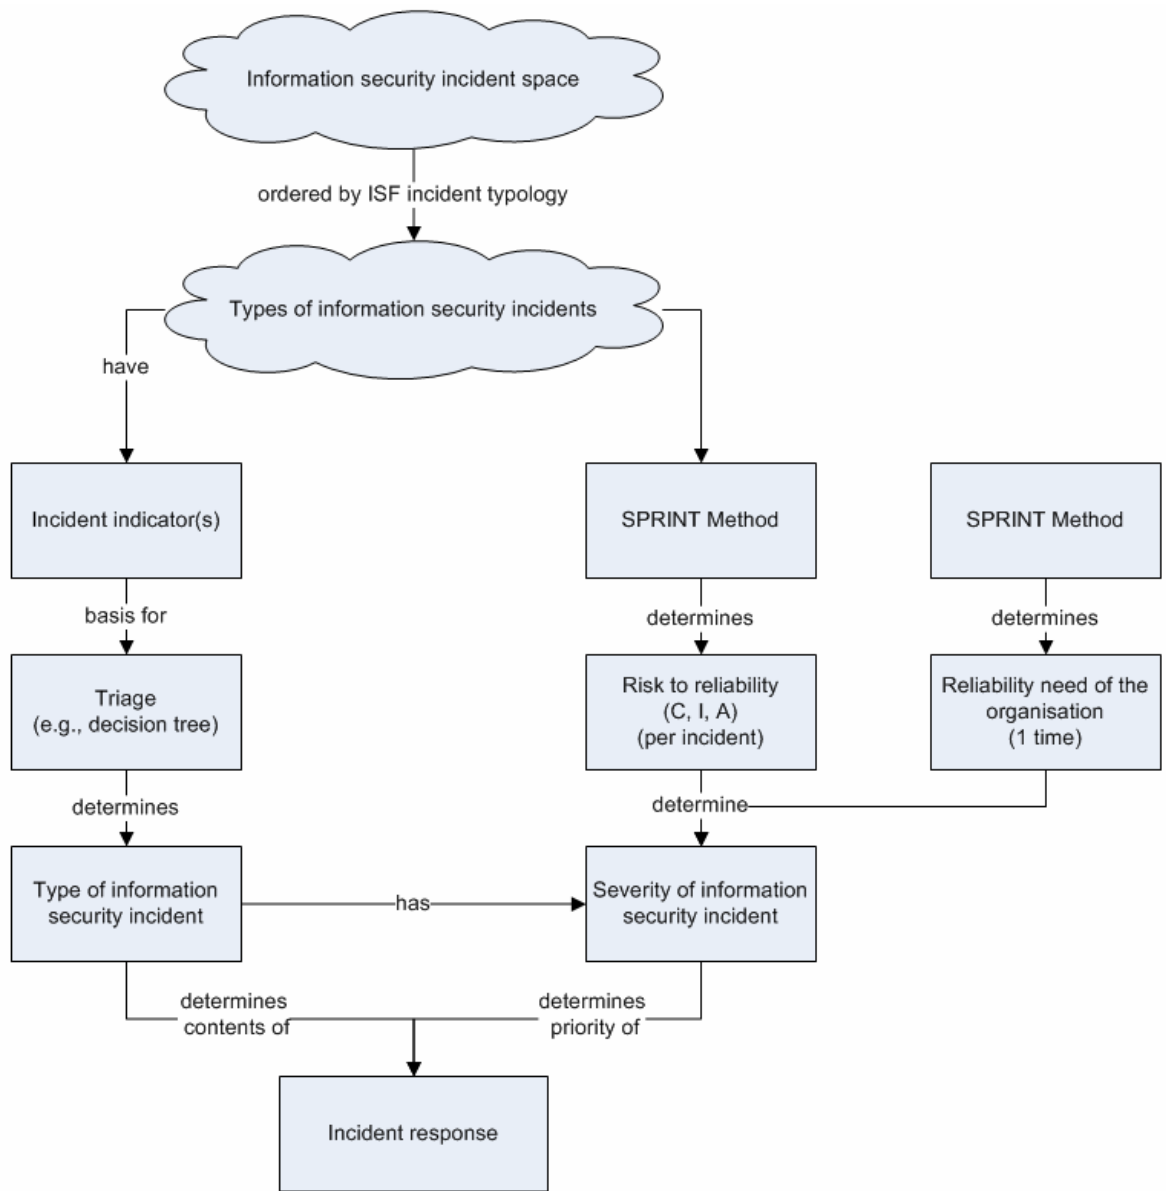 Information security incident space
ordered by ISF incident typology
Types of information security incidents
have
Incident indicator(s)
SPRINT Method
SPRINT Method
basis for
determines
determines
Triage
(e.g., decision tree)
Risk to reliability
(C, I, A)
(per incident)
Reliability need of the
organisation
(1 time)
determines
determine
Type of information
security incident
has
Severity of information
security incident
determines
contents of
determines
priority of
Incident response